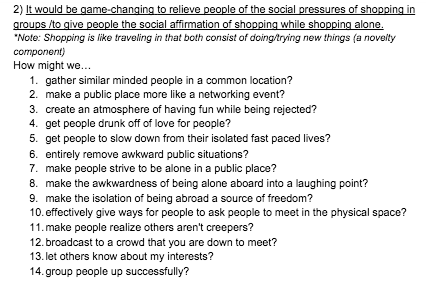 2) It would be game-changing to relieve people of the social pressures of shopping in
groups /to give people the social affirmation of shopping while shopping alone.
*Note: Shopping is like traveling in that both consist of doing/trying new things (a novelty
component)
How might we...
1. gather similar minded people in a common location?
2. make a public place more like a networking event?
3. create an atmosphere of having fun while being rejected?
4. get people drunk off of love for people?
5. get people to slow down from their isolated fast paced lives?
6. entirely remove awkward public situations?
7. make people strive to be alone in a public place?
8. make the awkwardness of being alone aboard into a laughing point?
9. make the isolation of being abroad a source of freedom?
10. effectively give ways for people to ask people to meet in the physical space?
11. make people realize others aren't creepers?
12. broadcast to a crowd that you are down to meet?
13. let others know about my interests?
14. group people up successfully?